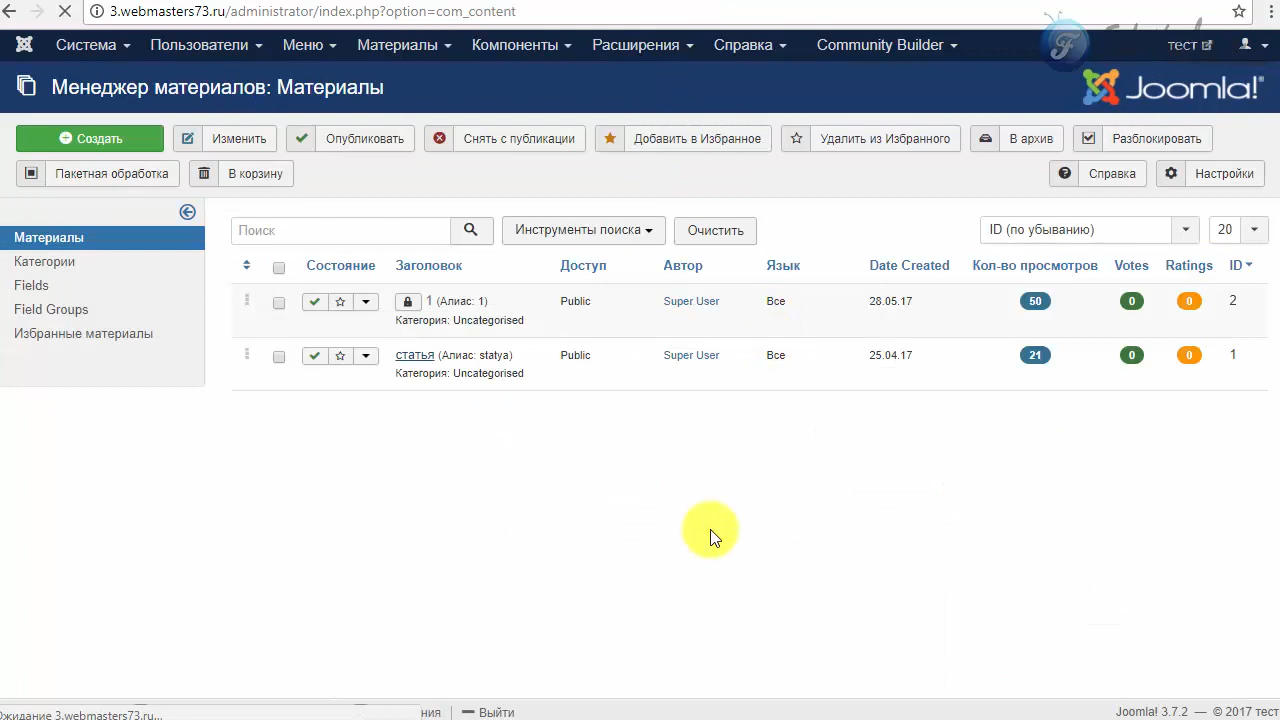 3.webmasters73.ru/administrator/index.php?option=com_content
Система Пользователи Меню Материалы Компоненты Расширения Справка Community Builder тест
Менеджер материалов: Материалы
Joomla!®
Создать Изменить Опубликовать Снять с публикации Добавить в Избранное Удалить из Избранного В архив Разблокировать
Пакетная обработка В корзину Справка Настройки
Материалы
Категории
Fields
Field Groups
Избранные материалы
Поиск Инструменты поиска Очистить ID (по убыванию) 20
Состояние Заголовок Доступ Автор Язык Date Created Кол-во просмотров Votes Ratings ID
1 (Алиас: 1) Public Super User Все 28.05.17 50 0 0 2
Категория: Uncategorised
статья (Алиас: statya) Public Super User Все 25.04.17 21 0 0 1
Категория: Uncategorised
Ожидание 3.webmasters73.ru... Выйти Joomla! 3.7.2 — © 2017 тест